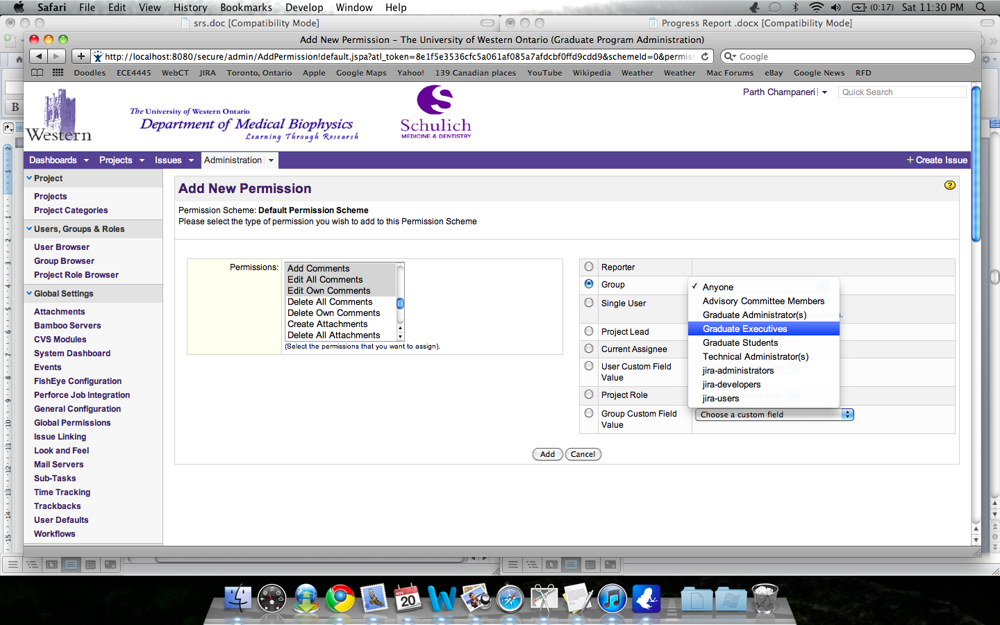 Safari File Edit View History Bookmarks Develop Window Help (0:17) Sat 11:30 PM
srs.doc [Compatibility Mode]
Progress Report .docx [Compatibility Mode]
Add New Permission – The University of Western Ontario (Graduate Program Administration)
http://localhost:8080/secure/admin/AddPermission!default.jspa?atl_token=8e1f5e3536cfc5a061af085a7afdcbf0ffd9cdd9&schemeId=0&permis
Google
Doodles ECE4445 WebCT JIRA Toronto, Ontario Apple Google Maps Yahoo! 139 Canadian places YouTube Wikipedia Weather Weather Mac Forums eBay Google News RFD
B
Western
The University of Western Ontario
Department of Medical Biophysics
Learning Through Research
Schulich
MEDICINE & DENTISTRY
Parth Champaneri
Quick Search
Dashboards Projects Issues Administration + Create Issue
Project
Projects
Project Categories
Users, Groups & Roles
User Browser
Group Browser
Project Role Browser
Global Settings
Attachments
Bamboo Servers
CVS Modules
System Dashboard
Events
FishEye Configuration
Perforce Job Integration
General Configuration
Global Permissions
Issue Linking
Look and Feel
Mail Servers
Sub-Tasks
Time Tracking
Trackbacks
User Defaults
Workflows
Add New Permission
?
Permission Scheme: Default Permission Scheme
Please select the type of permission you wish to add to this Permission Scheme
Permissions:
Add Comments
Edit All Comments
Edit Own Comments
Delete All Comments
Delete Own Comments
Create Attachments
Delete All Attachments
(Select the permissions that you want to assign).
Reporter
Group
Single User
Project Lead
Current Assignee
User Custom Field
Value
Project Role
Group Custom Field
Value
✓ Anyone
Advisory Committee Members
Graduate Administrator(s)
Graduate Executives
Graduate Students
Technical Administrator(s)
jira-administrators
jira-developers
jira-users
Choose a custom field
Add Cancel
NOV
20